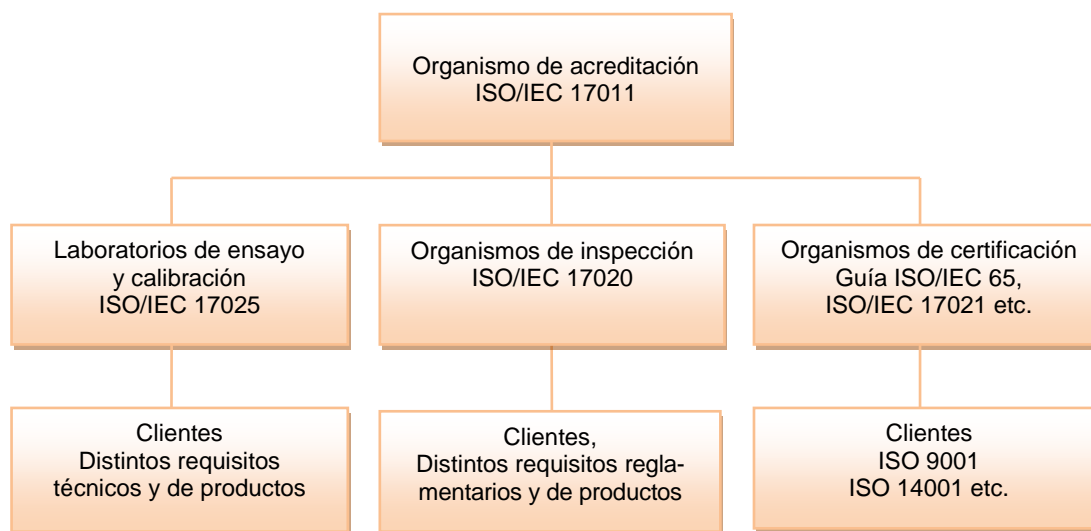 Organismo de acreditación
ISO/IEC 17011
Laboratorios de ensayo
y calibración
ISO/IEC 17025
Organismos de inspección
ISO/IEC 17020
Organismos de certificación
Guía ISO/IEC 65,
ISO/IEC 17021 etc.
Clientes
Distintos requisitos
técnicos y de productos
Clientes,
Distintos requisitos regla-
mentarios y de productos
Clientes
ISO 9001
ISO 14001 etc.